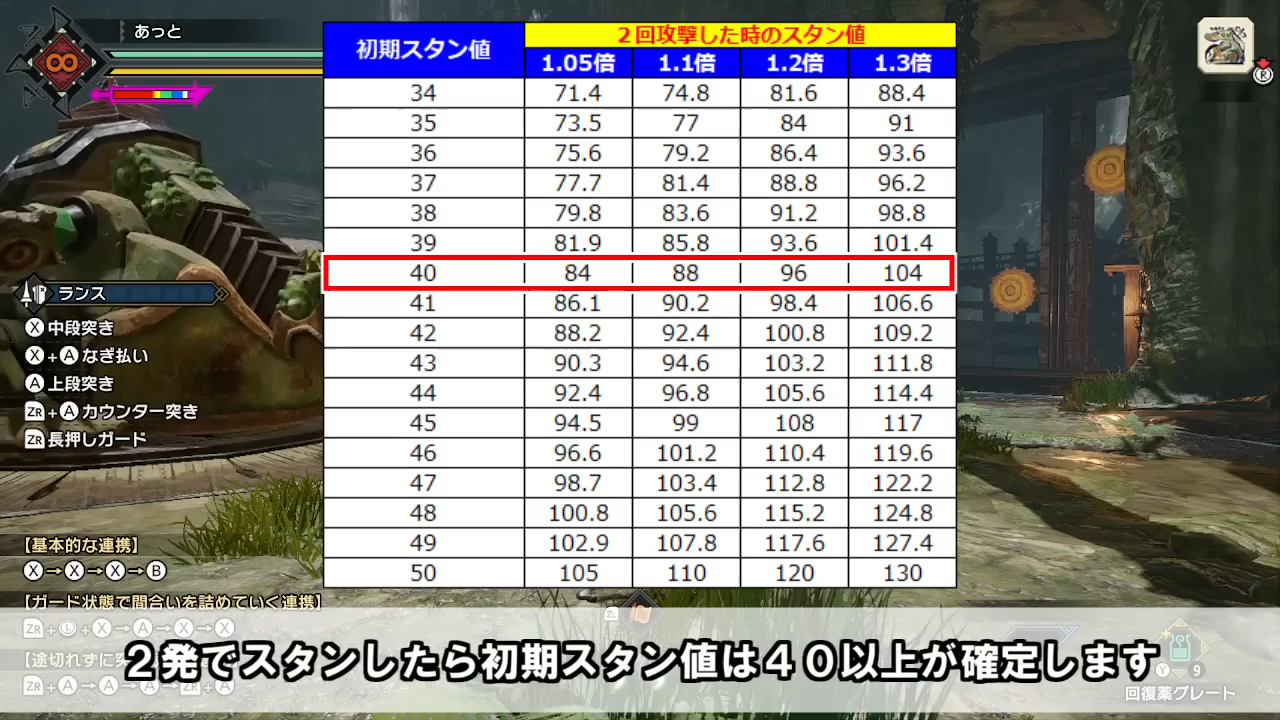 あっと
初期スタン値
２回攻撃した時のスタン値
1.05倍 1.1倍 1.2倍 1.3倍
34 71.4 74.8 81.6 88.4
35 73.5 77 84 91
36 75.6 79.2 86.4 93.6
37 77.7 81.4 88.8 96.2
38 79.8 83.6 91.2 98.8
39 81.9 85.8 93.6 101.4
40 84 88 96 104
41 86.1 90.2 98.4 106.6
42 88.2 92.4 100.8 109.2
43 90.3 94.6 103.2 111.8
44 92.4 96.8 105.6 114.4
45 94.5 99 108 117
46 96.6 101.2 110.4 119.6
47 98.7 103.4 112.8 122.2
48 100.8 105.6 115.2 124.8
49 102.9 107.8 117.6 127.4
50 105 110 120 130
R
ランス
X 中段突き
X+A なぎ払い
A 上段突き
ZR+A カウンター突き
ZR 長押しガード
【基本的な連携】
X→X→X→B
【ガード状態で間合いを詰めていく連携】
ZR+L+X→A→X→X
【途切れずに突
ZR+A→A→A→ZR+A
ZL
２発でスタンしたら初期スタン値は４０以上が確定します
Y 9
回復薬グレート